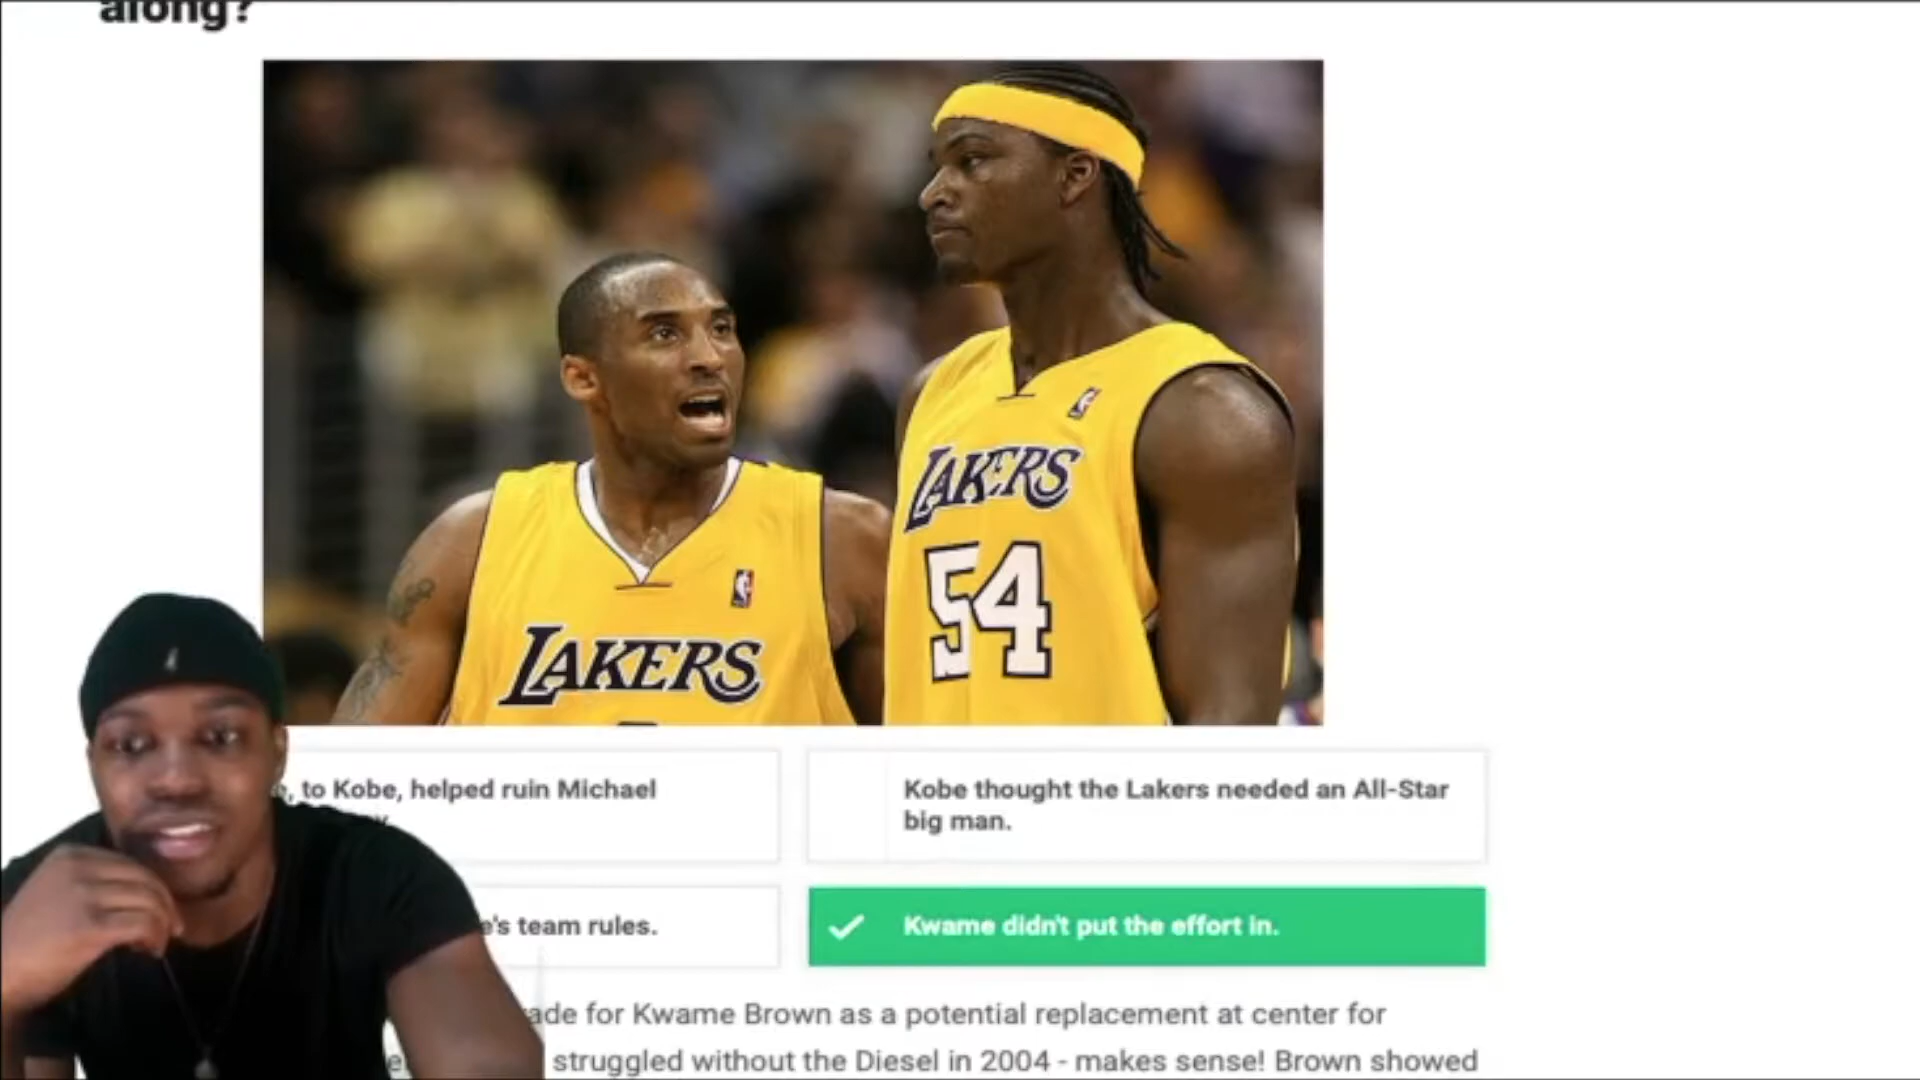 along?
LAKERS
54
LAKERS
to Kobe, helped ruin Michael
Kobe thought the Lakers needed an All-Star
big man.
team rules.
Kwame didn't put the effort in.
for Kwame Brown as a potential replacement at center for
struggled without the Diesel in 2004 - makes sense! Brown showed